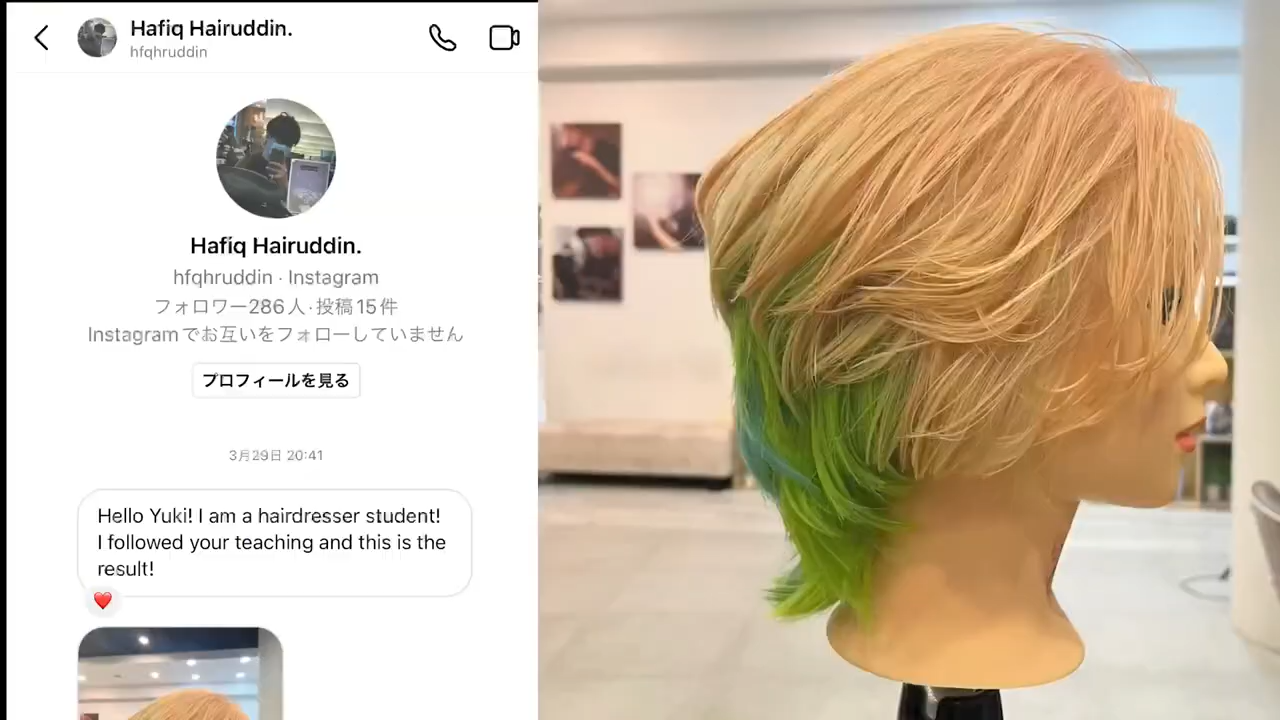 Hafiq Hairuddin.
hfqhruddin
Hafiq Hairuddin.
hfqhruddin · Instagram
フォロワー286人·投稿15件
Instagramでお互いをフォローしていません
プロフィールを見る
3月29日 20:41
Hello Yuki! I am a hairdresser student!
I followed your teaching and this is the
result!